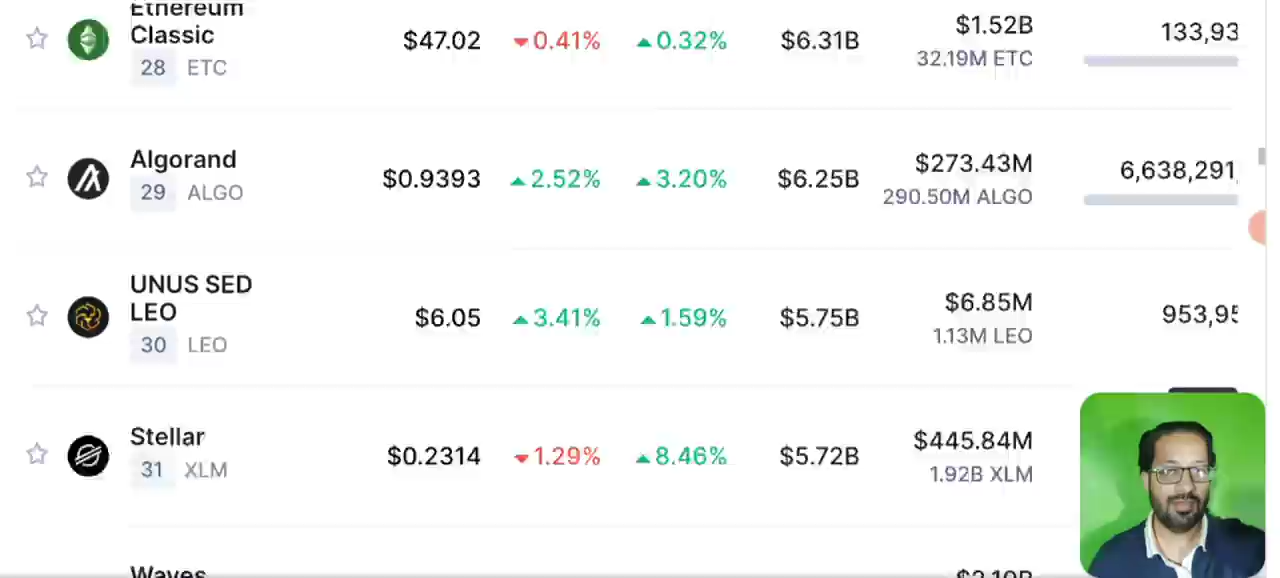 Ethereum
Classic
28 ETC
$47.02
0.41%
0.32%
$6.31B
$1.52B
32.19M ETC
133,93
Algorand
29 ALGO
$0.9393
2.52%
3.20%
$6.25B
$273.43M
290.50M ALGO
6,638,291,
UNUS SED
LEO
30 LEO
$6.05
3.41%
1.59%
$5.75B
$6.85M
1.13M LEO
953,95
Stellar
31 XLM
$0.2314
1.29%
8.46%
$5.72B
$445.84M
1.92B XLM
Waves
$2.19B